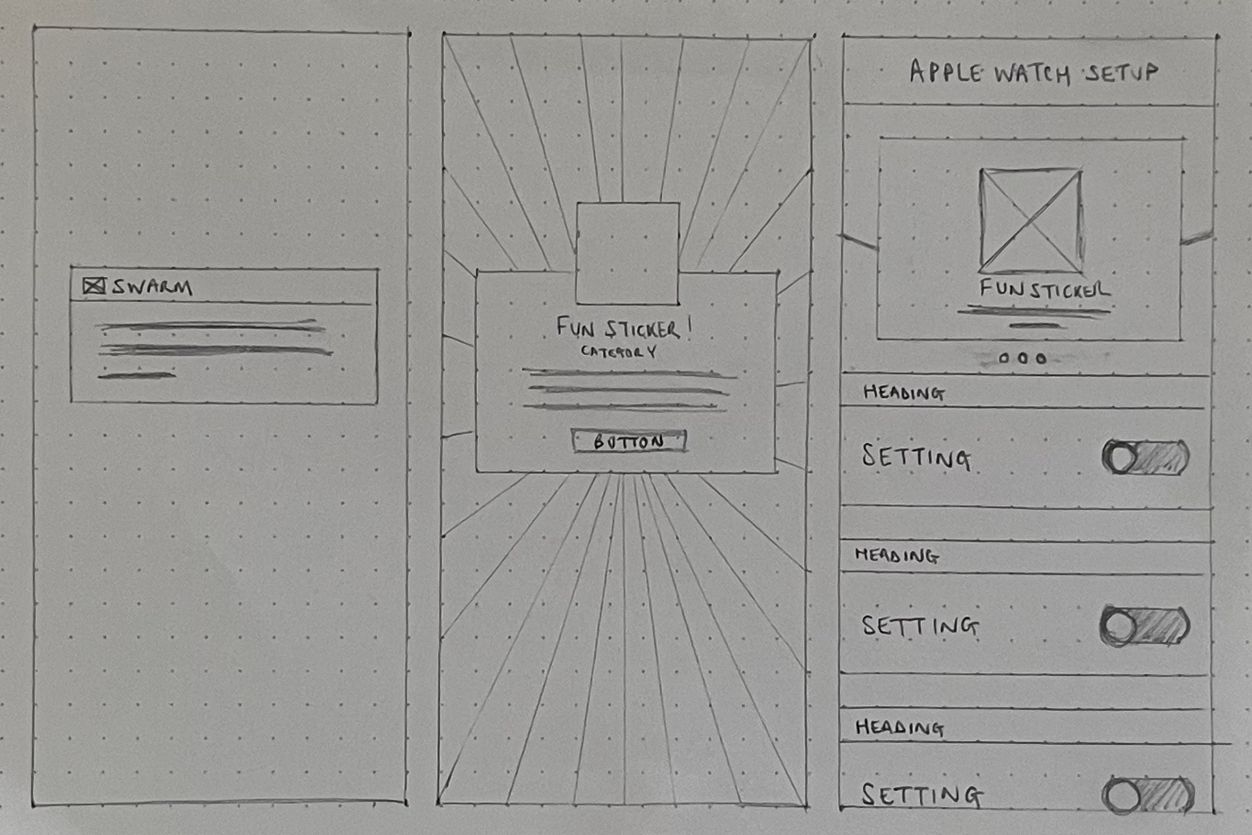 SWARM
FUN STICKER!
CATEGORY
BUTTON
APPLE WATCH SETUP
FUN STICKER
HEADING
SETTING
HEADING
SETTING
HEADING
SETTING